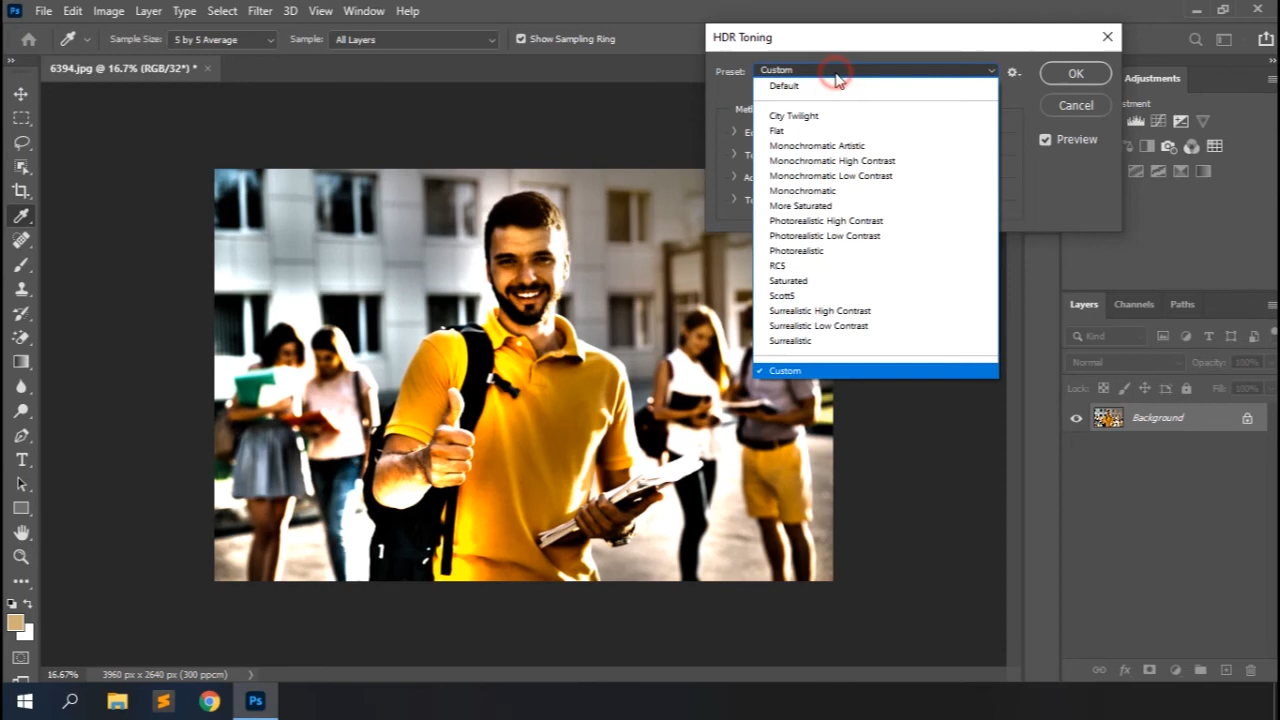 Ps File Edit Image Layer Type Select Filter 3D View Window Help
Sample Size: 5 by 5 Average Sample: All Layers Show Sampling Ring
6394.jpg @ 16.7% (RGB/32*) * ×
HDR Toning
Preset: Custom
OK
Cancel
Preview
Default
City Twilight
Flat
Monochromatic Artistic
Monochromatic High Contrast
Monochromatic Low Contrast
Monochromatic
More Saturated
Photorealistic High Contrast
Photorealistic Low Contrast
Photorealistic
RC5
Saturated
Scott5
Surrealistic High Contrast
Surrealistic Low Contrast
Surrealistic
Custom
Adjustments
Layers Channels Paths
Kind
Normal Opacity: 100%
Lock: Fill: 100%
Background
fx
16.67% 3960 px x 2640 px (300 ppcm)
Ps